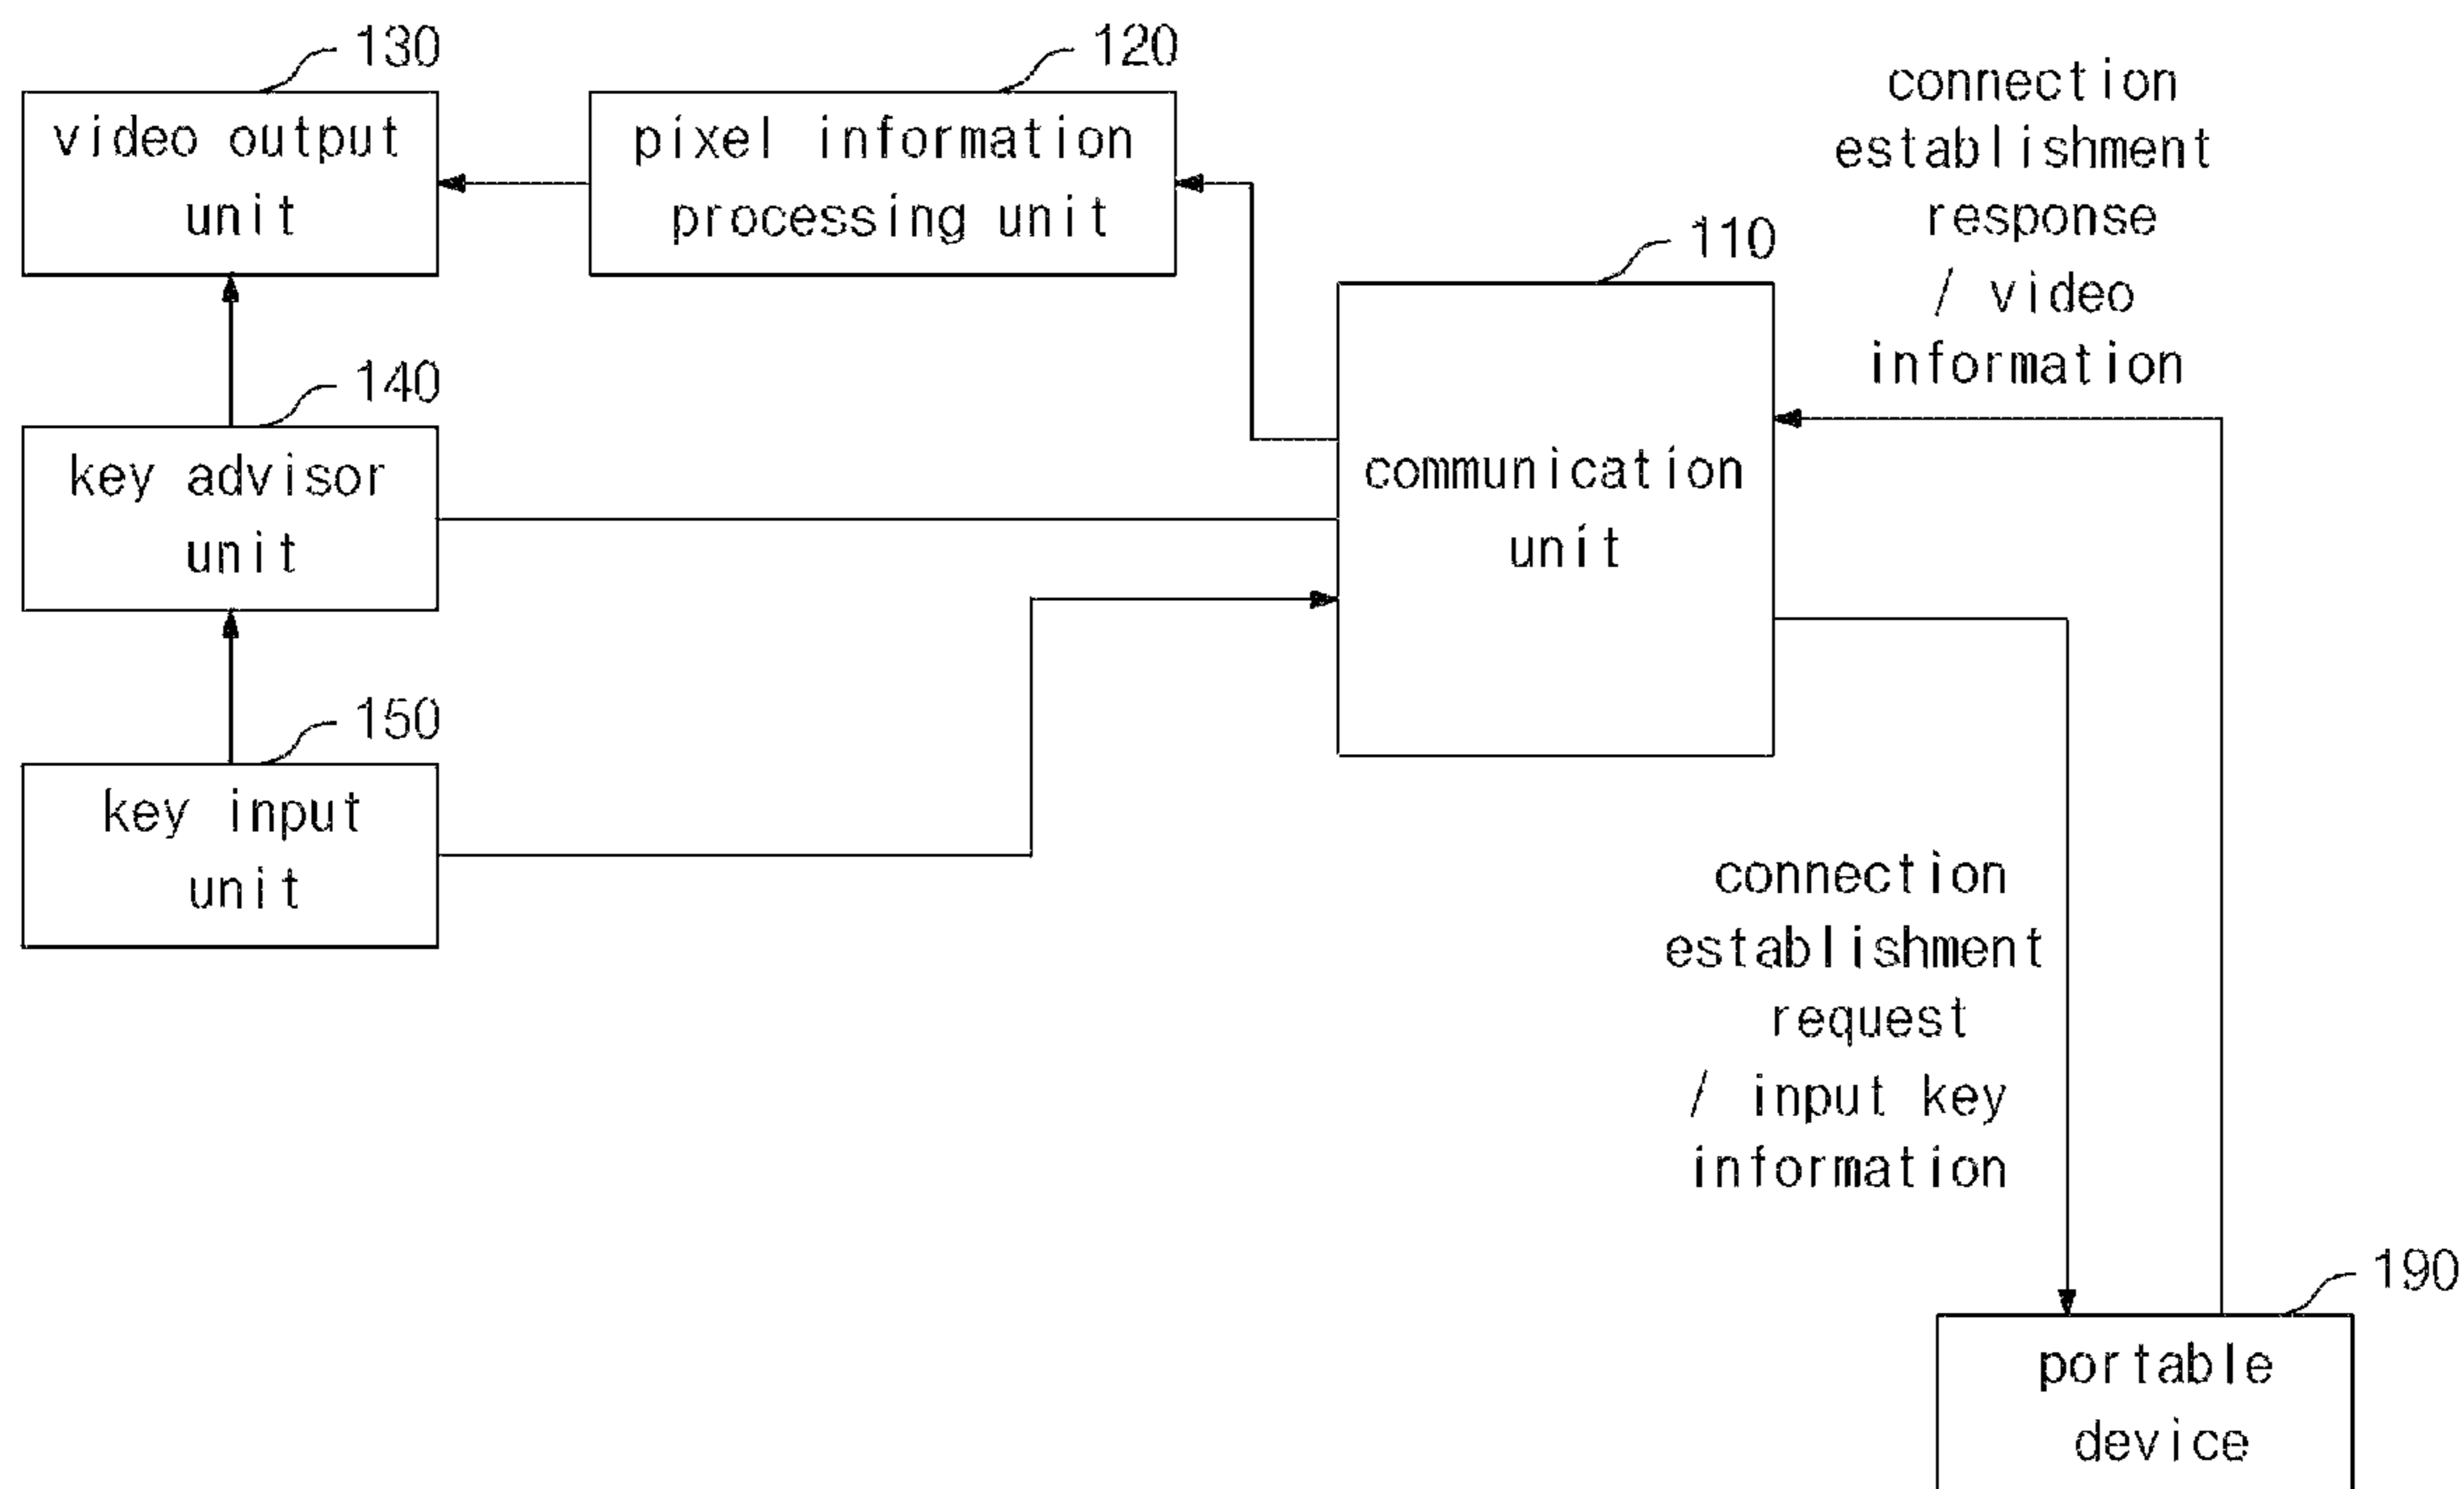 130
video output
unit
120
pixel information
processing unit
connection
establishment
response
/ video
information
110
communication
unit
140
key advisor
unit
150
key input
unit
connection
establishment
request
/ input key
information
190
portable
device